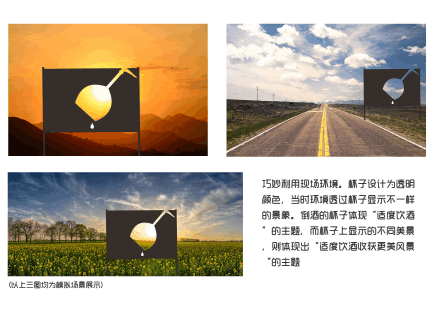 巧妙利用现场环境。杯子设计为透明
颜色，当时环境透过杯子显示不一样
的景象。倒酒的杯子体现“适度饮酒
”的主题，而杯子上显示的不同美景
，则体现出“适度饮酒收获更美风景
”的主题
(以上三图均为模拟场景展示)